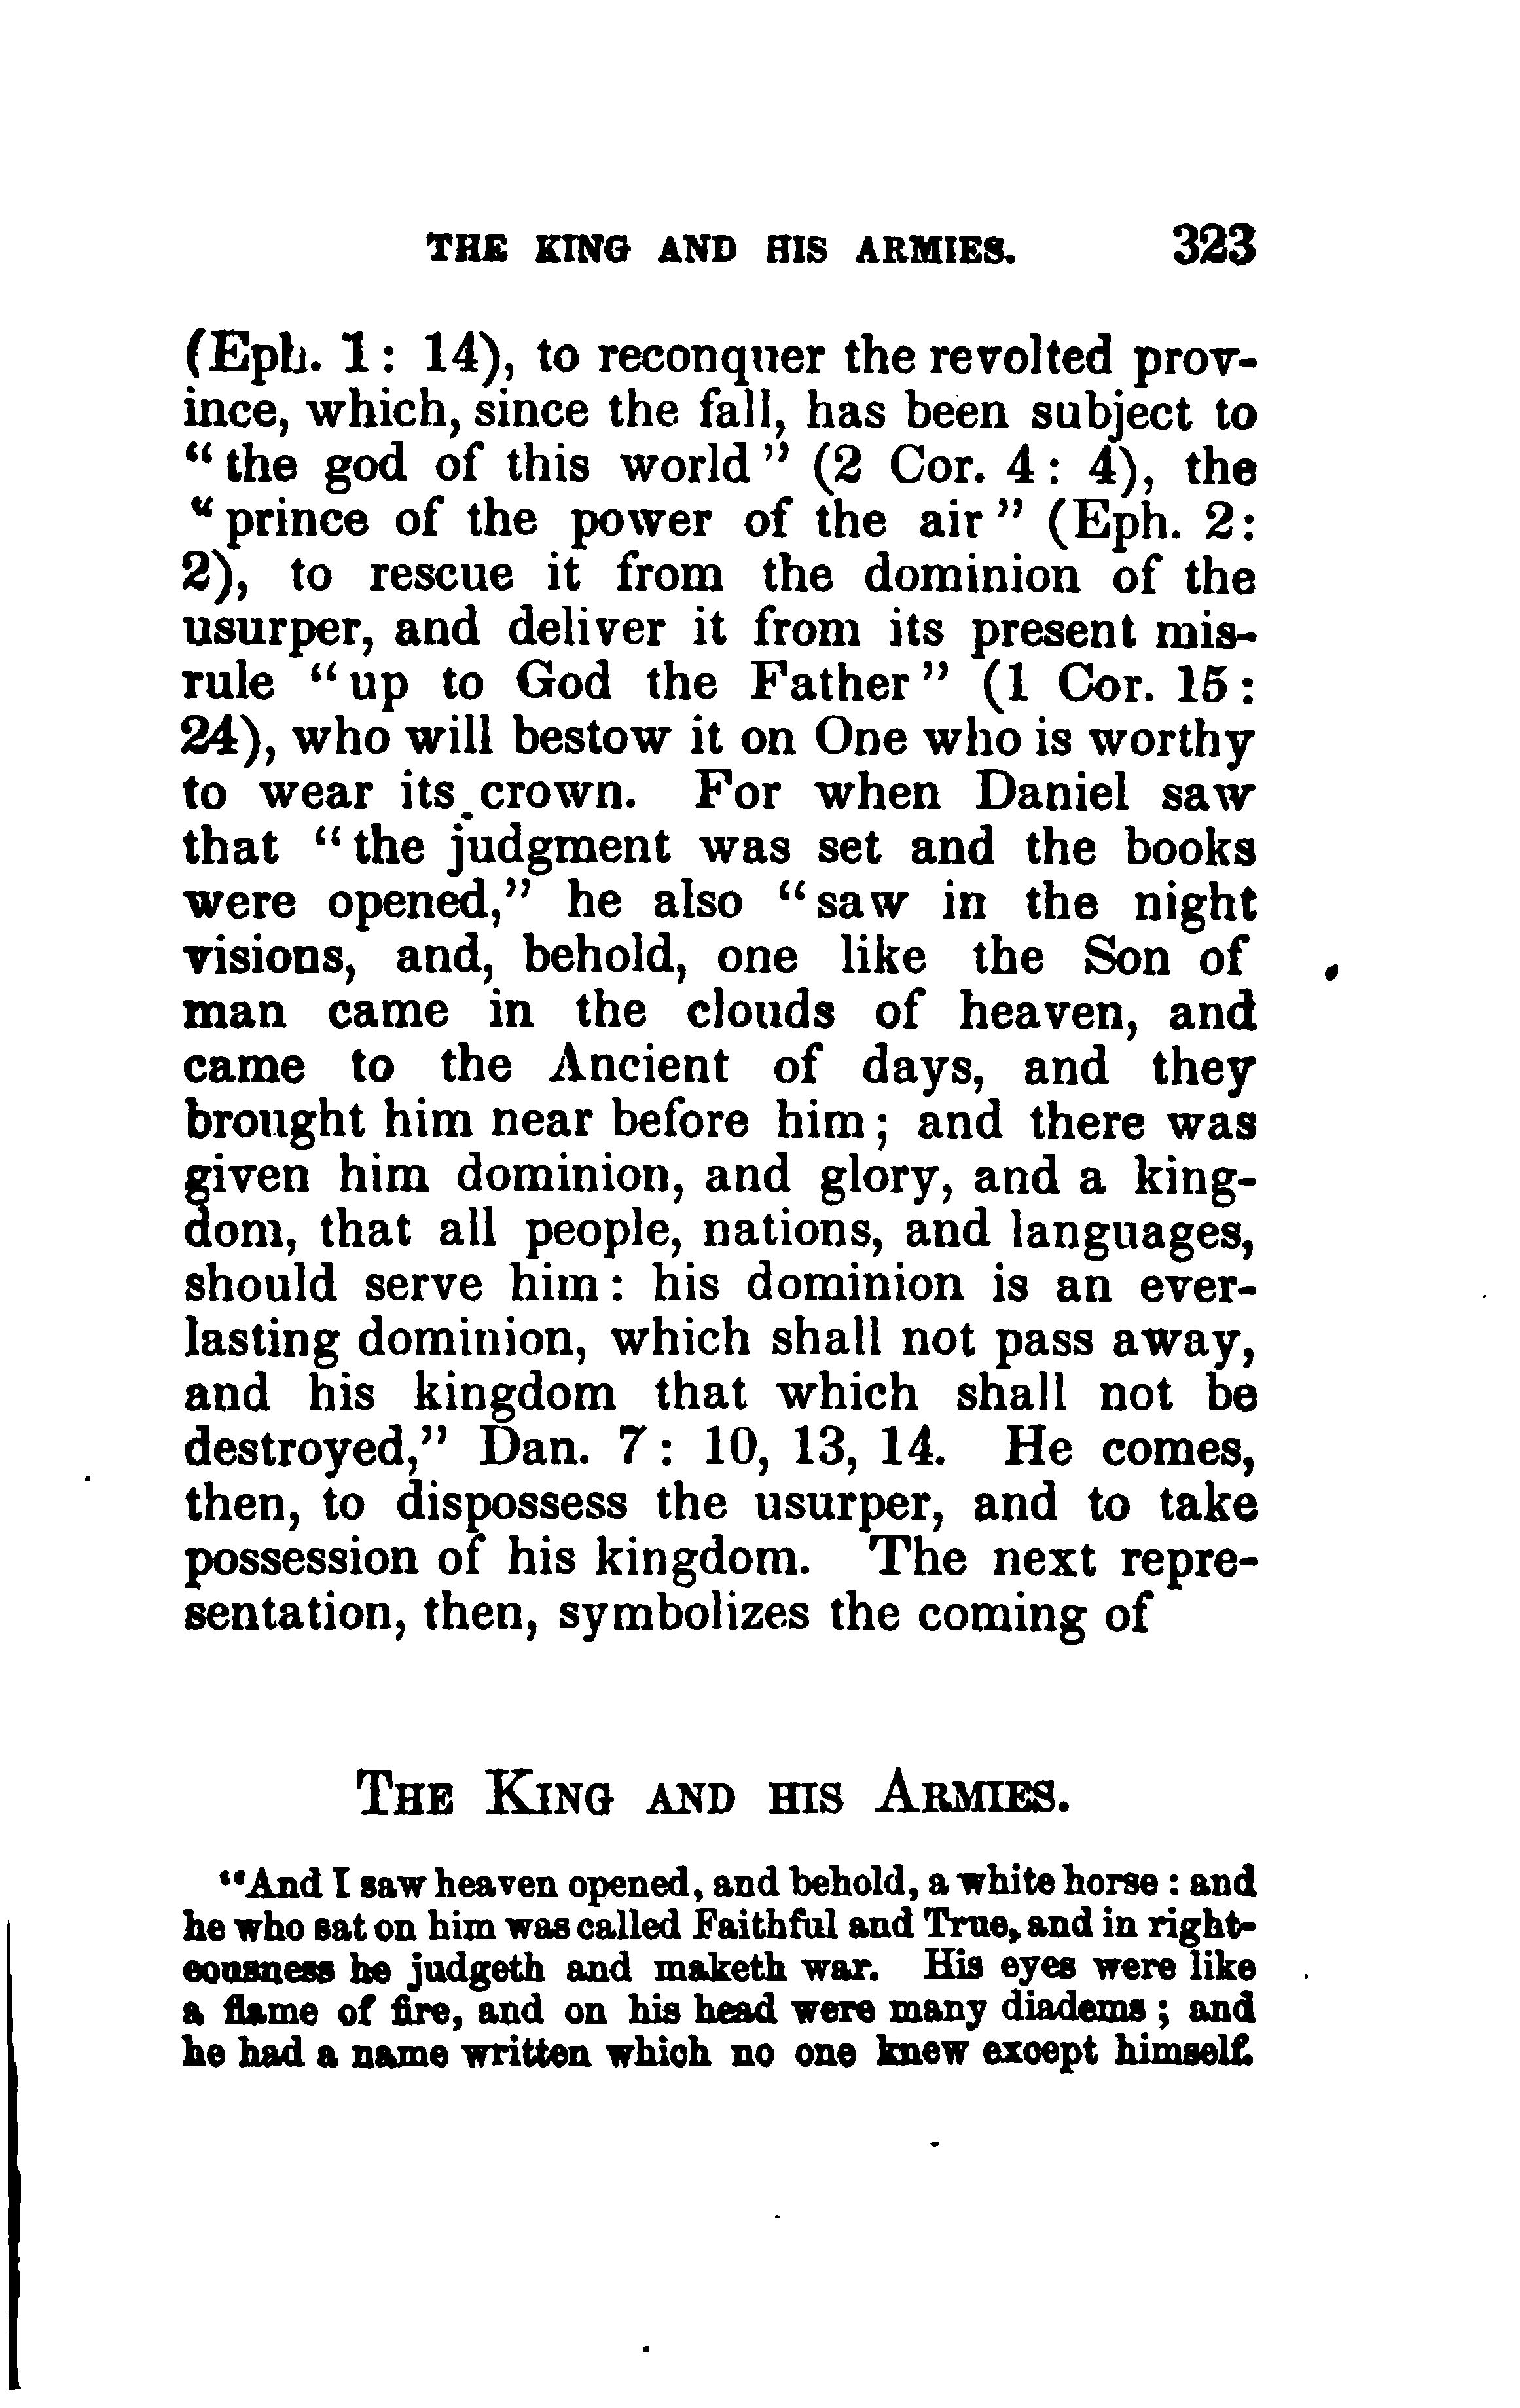 THE KING AND HIS ARMIES. 323
(Eph. 1: 14), to reconquer the revolted prov-
ince, which, since the fall, has been subject to
“the god of this world” (2 Cor. 4: 4), the
“prince of the power of the air” (Eph. 2:
2), to rescue it from the dominion of the
usurper, and deliver it from its present mis-
rule “up to God the Father” (1 Cor. 15:
24), who will bestow it on One who is worthy
to wear its crown. For when Daniel saw
that “the judgment was set and the books
were opened,” he also “saw in the night
visions, and, behold, one like the Son of
man came in the clouds of heaven, and
came to the Ancient of days, and they
brought him near before him; and there was
given him dominion, and glory, and a king-
dom, that all people, nations, and languages,
should serve him: his dominion is an ever-
lasting dominion, which shall not pass away,
and his kingdom that which shall not be
destroyed,” Dan. 7: 10, 13, 14. He comes,
then, to dispossess the usurper, and to take
possession of his kingdom. The next repre-
sentation, then, symbolizes the coming of
THE KING AND HIS ARMIES.
“And I saw heaven opened, and behold, a white horse: and
he who sat on him was called Faithful and True, and in right-
eousness he judgeth and maketh war. His eyes were like
a flame of fire, and on his head were many diadems; and
he had a name written which no one knew except himself.